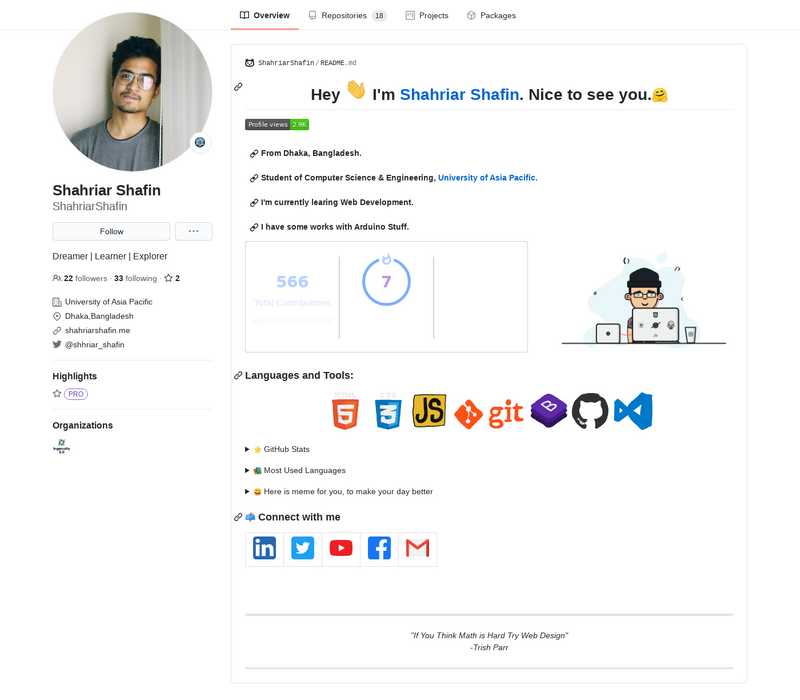 Overview
Repositories 18
Projects
Packages
Shahriar Shafin
ShahriarShafin
Follow
Dreamer | Learner | Explorer
22 followers · 33 following · 2
University of Asia Pacific
Dhaka,Bangladesh
shahriarshafin.me
@shhriar_shafin
Highlights
PRO
Organizations
ShahriarShafin/README.md
Hey 👋 I'm Shahriar Shafin. Nice to see you.🤗
Profile views 2.9K
From Dhaka, Bangladesh.
Student of Computer Science & Engineering, University of Asia Pacific.
I'm currently learing Web Development.
I have some works with Arduino Stuff.
566
Total Contributions
7
Languages and Tools:
HTML 5
CSS 3
JS
git
B
⭐ GitHub Stats
Most Used Languages
😄 Here is meme for you, to make your day better
📫 Connect with me
in
f
"If You Think Math is Hard Try Web Design"
-Trish Parr